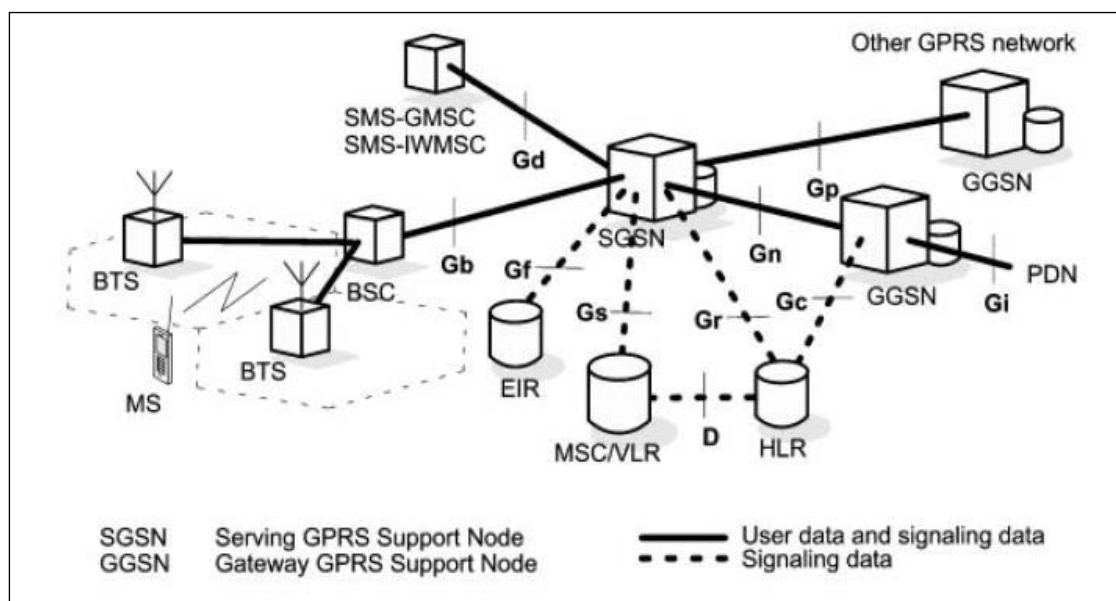 Other GPRS network
SMS-GMSC
SMS-IWMSC
Gd
Gp
GGSN
SGSN
Gn
BTS
Gb
BSC
Gf
GGSN
Gi
PDN
Gs
Gr
Gc
BTS
MS
EIR
MSC/VLR
D
HLR
SGSN Serving GPRS Support Node
GGSN Gateway GPRS Support Node
User data and signaling data
Signaling data